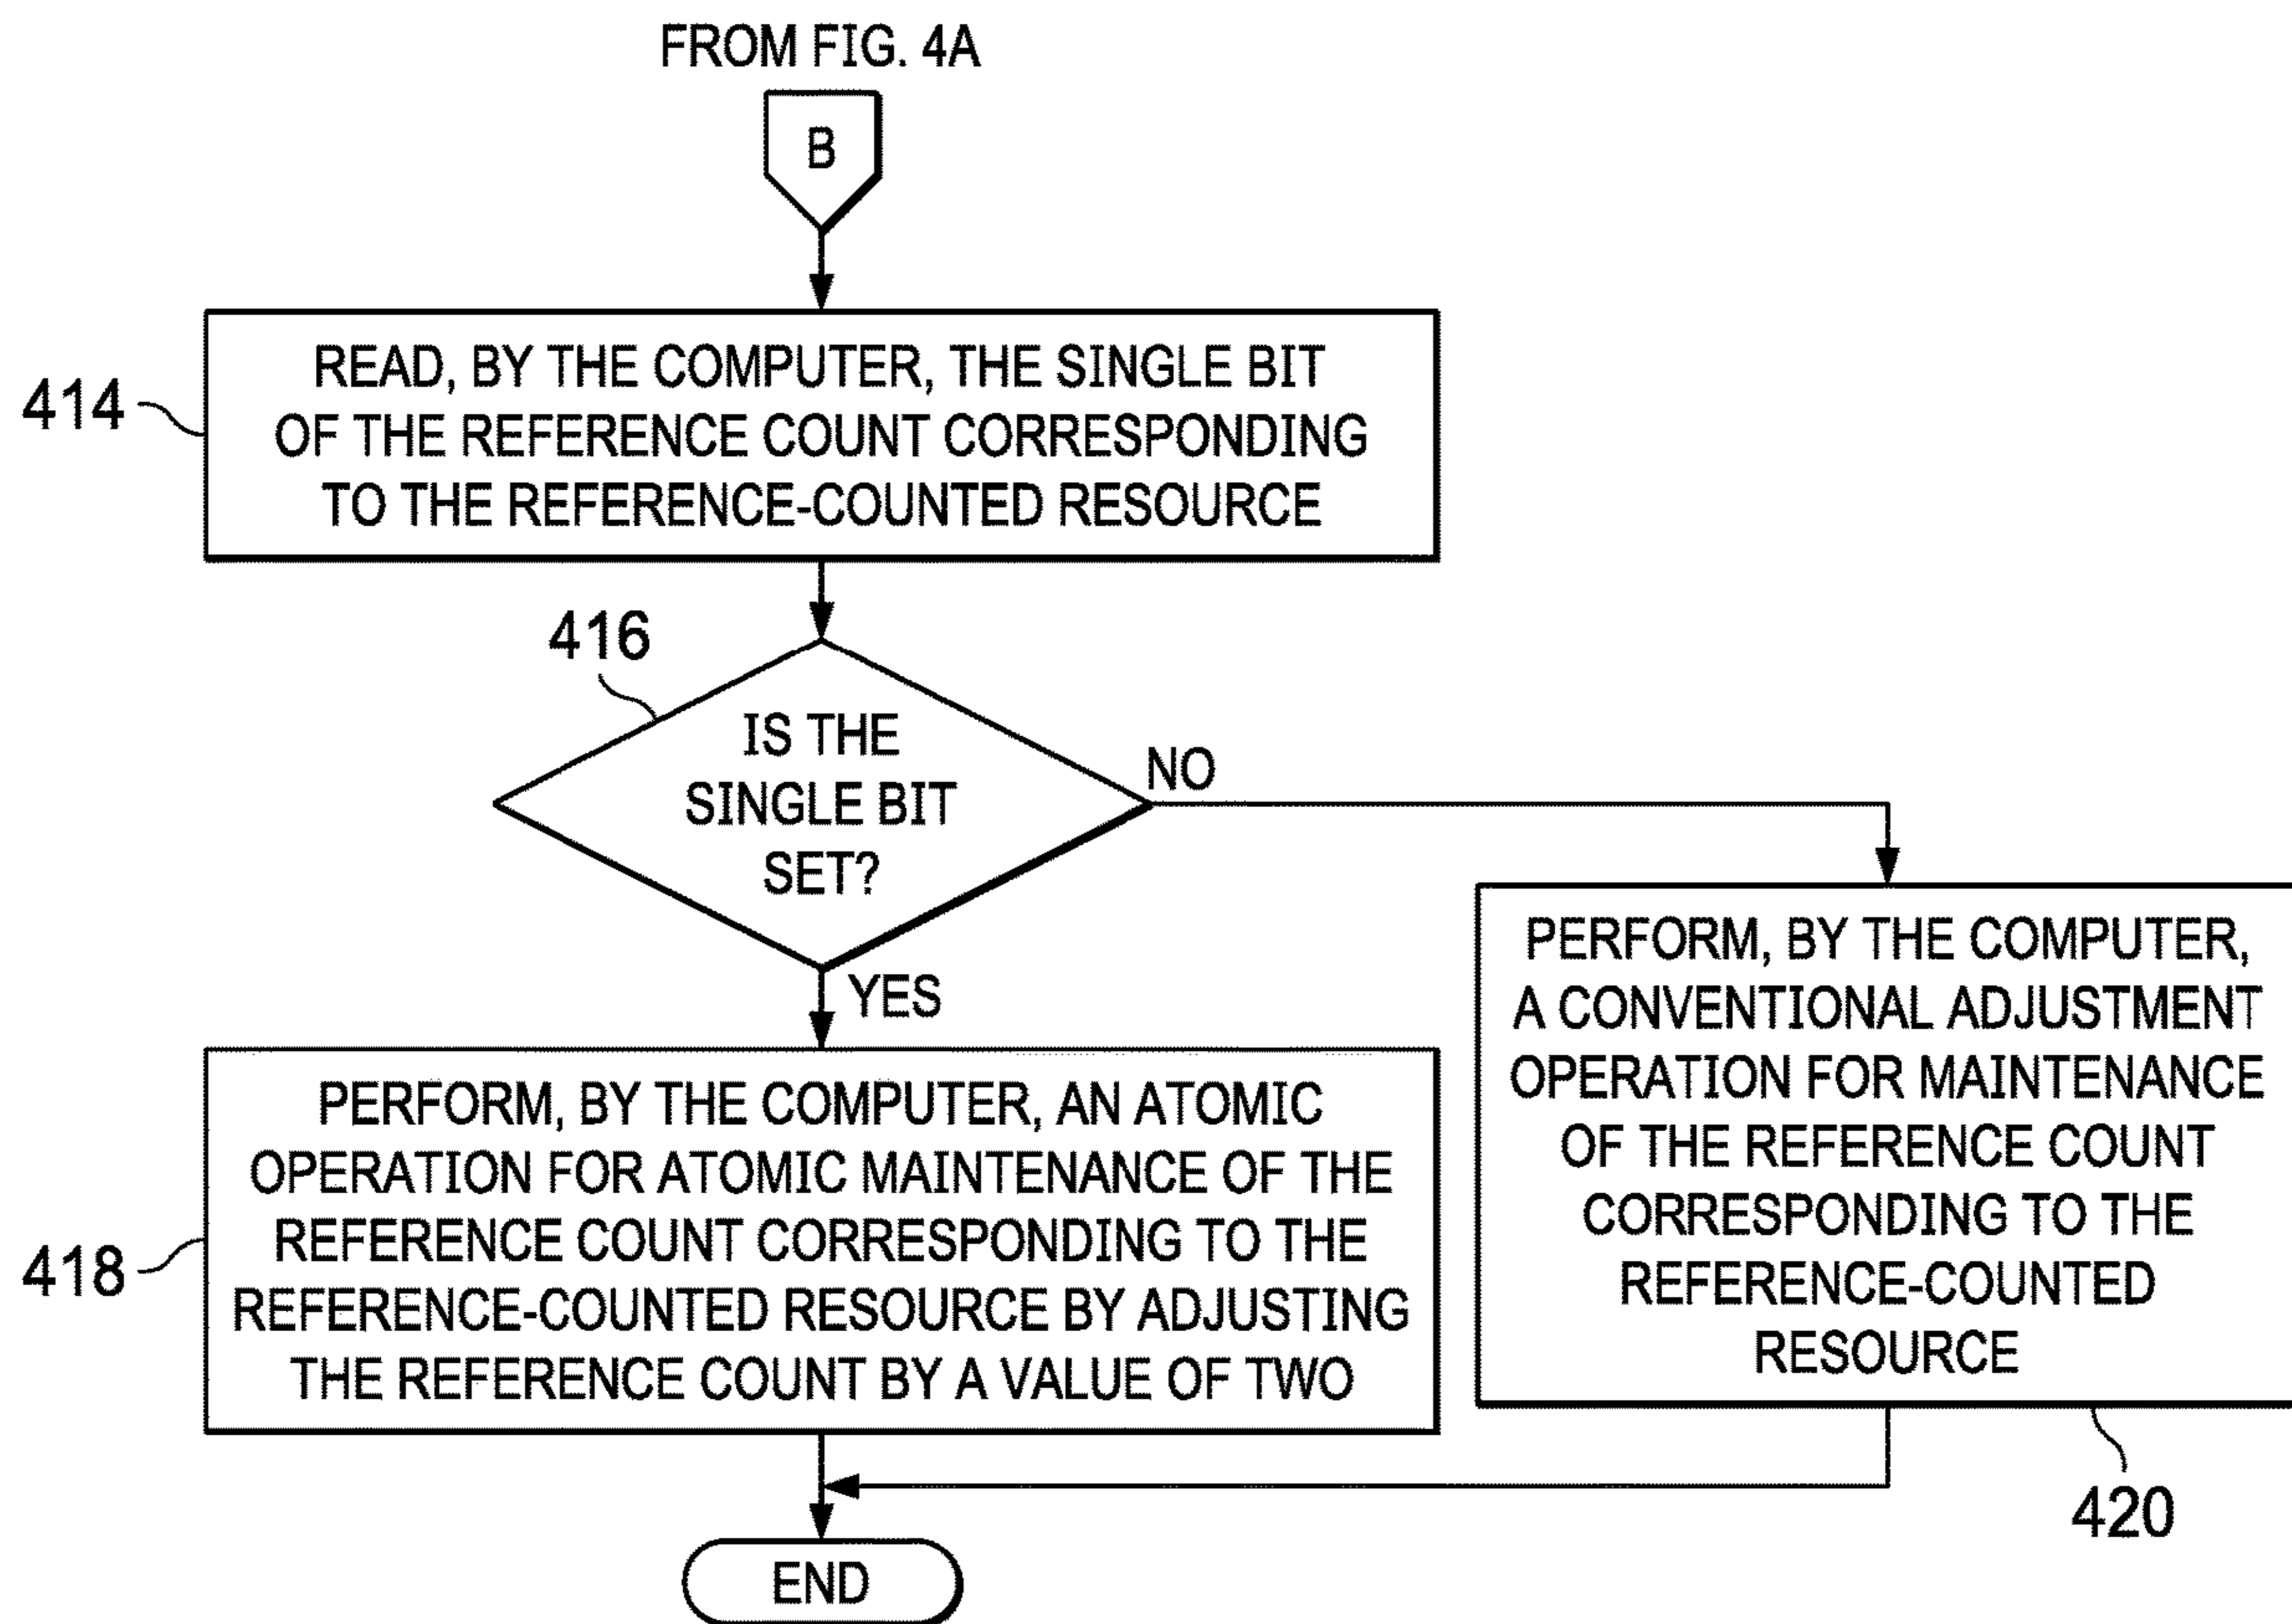 FROM FIG. 4A
B
414
READ, BY THE COMPUTER, THE SINGLE BIT
OF THE REFERENCE COUNT CORRESPONDING
TO THE REFERENCE-COUNTED RESOURCE
416
IS THE
SINGLE BIT
SET?
NO
YES
418
PERFORM, BY THE COMPUTER, AN ATOMIC
OPERATION FOR ATOMIC MAINTENANCE OF THE
REFERENCE COUNT CORRESPONDING TO THE
REFERENCE-COUNTED RESOURCE BY ADJUSTING
THE REFERENCE COUNT BY A VALUE OF TWO
PERFORM, BY THE COMPUTER,
A CONVENTIONAL ADJUSTMENT
OPERATION FOR MAINTENANCE
OF THE REFERENCE COUNT
CORRESPONDING TO THE
REFERENCE-COUNTED
RESOURCE
420
END